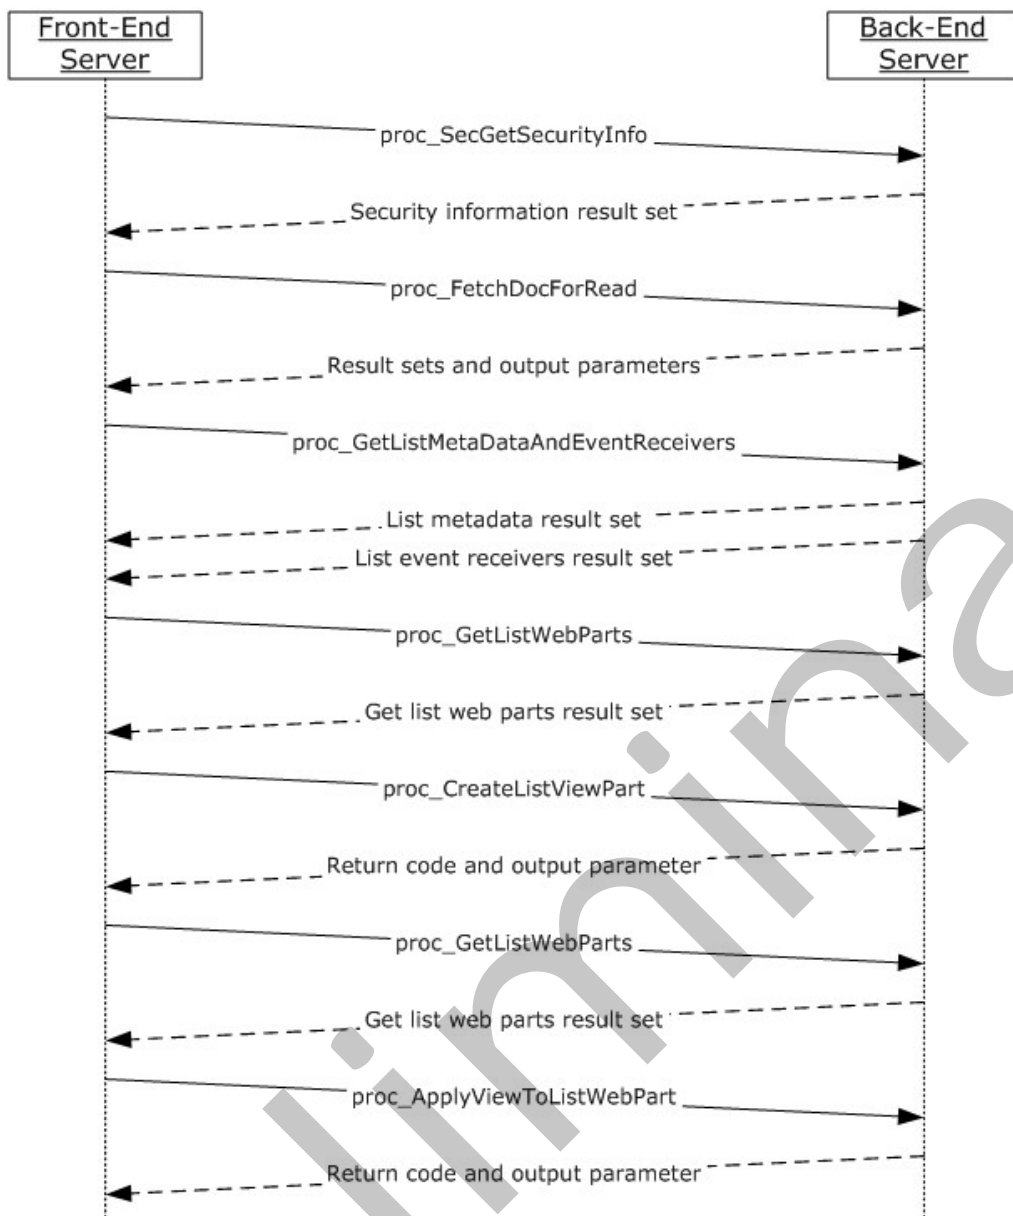 Front-End
Server
Back-End
Server
proc_SecGetSecurityInfo
Security information result set
proc_FetchDocForRead
Result sets and output parameters
proc_GetListMetaDataAndEventReceivers
List metadata result set
List event receivers result set
proc_GetListWebParts
Get list web parts result set
proc_CreateListViewPart
Return code and output parameter
proc_GetListWebParts
Get list web parts result set
proc_ApplyViewToListWebPart
Return code and output parameter
limina